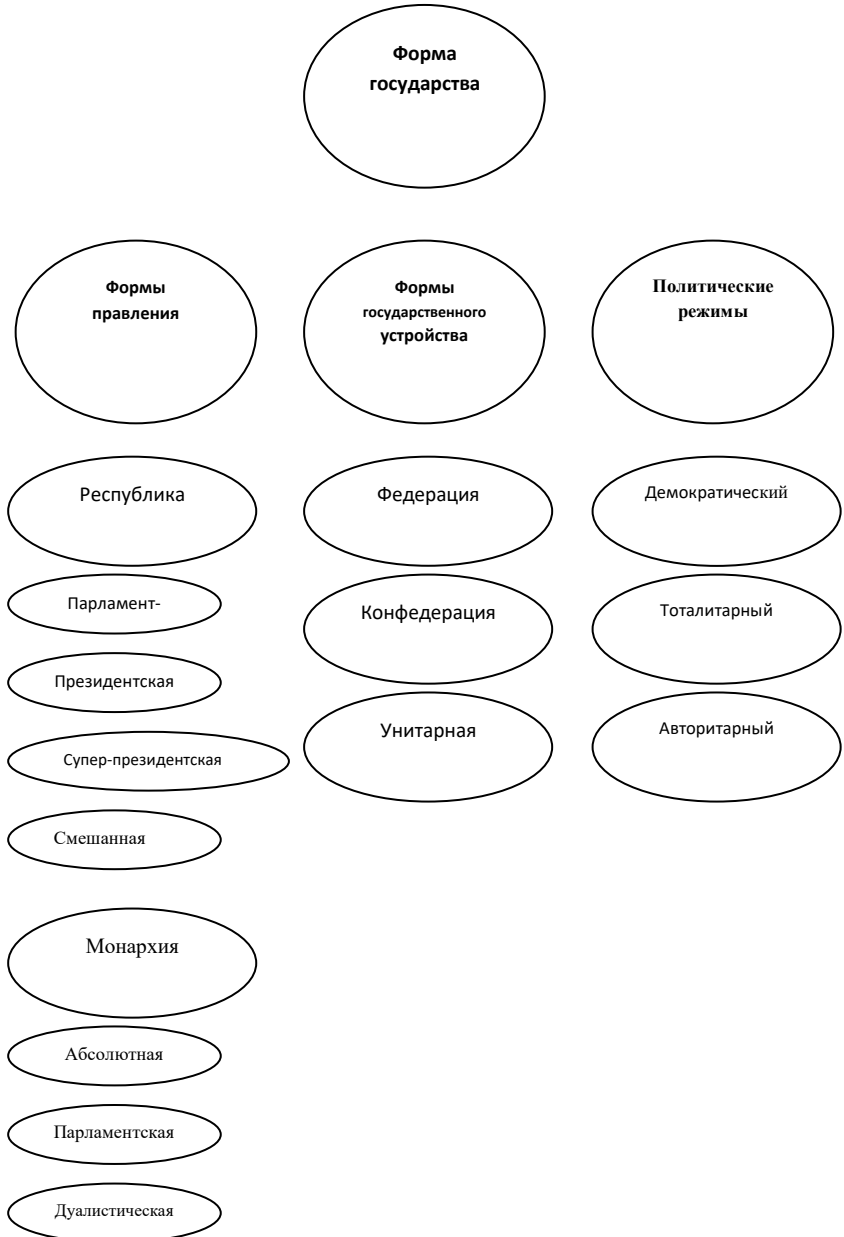 Форма
государства
Формы
правления
Формы
государственного
устройства
Политические
режимы
Республика
Парламент-
Президентская
Супер-президентская
Смешанная
Монархия
Абсолютная
Парламентская
Дуалистическая
Федерация
Конфедерация
Унитарная
Демократический
Тоталитарный
Авторитарный